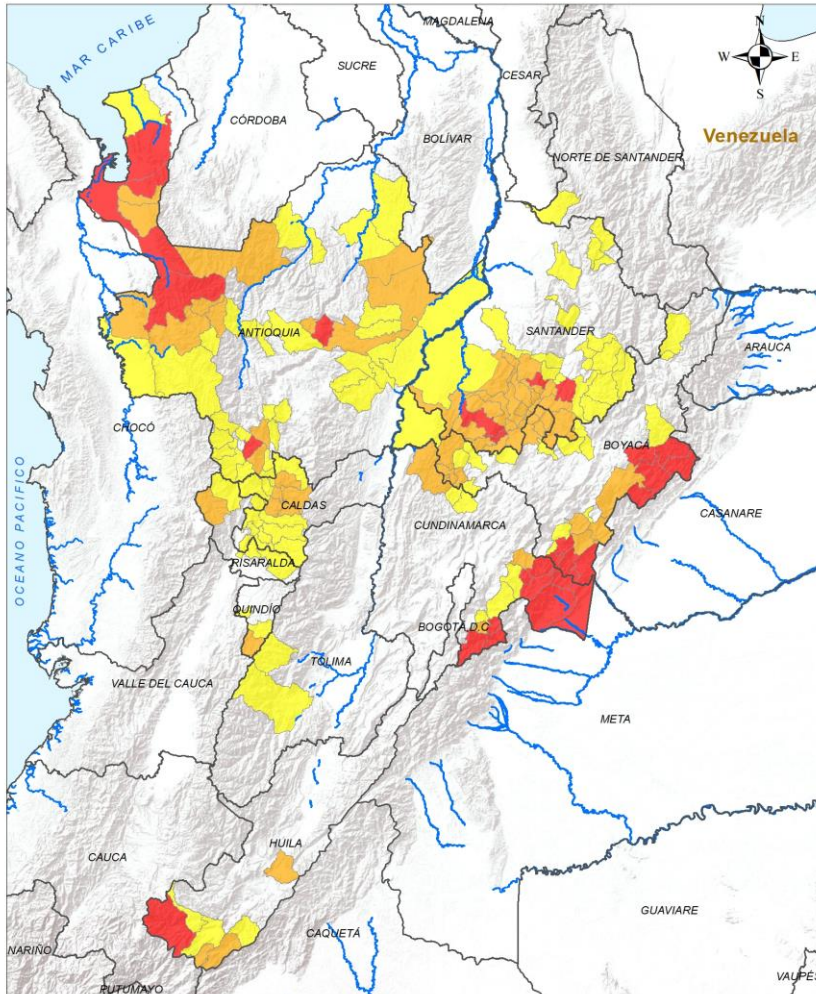 MAGDALENA
MAR CARIBE
N
W E
S
SUCRE
CESAR
CÓRDOBA
BOLÍVAR
Venezuela
NORTE DE SANTANDER
ANTIOQUIA
SANTANDER
ARAUCA
CHOCÓ
BOYACÁ
OCEANO PACIFICO
CALDAS
CUNDINAMARCA
CASANARE
RISARALDA
QUINDÍO
BOGOTÁ D.C
TOLIMA
VALLE DEL CAUCA
META
HUILA
CAUCA
GUAVIARE
CAQUETÁ
NARIÑO
PUTUMAYO
VAUPÉS